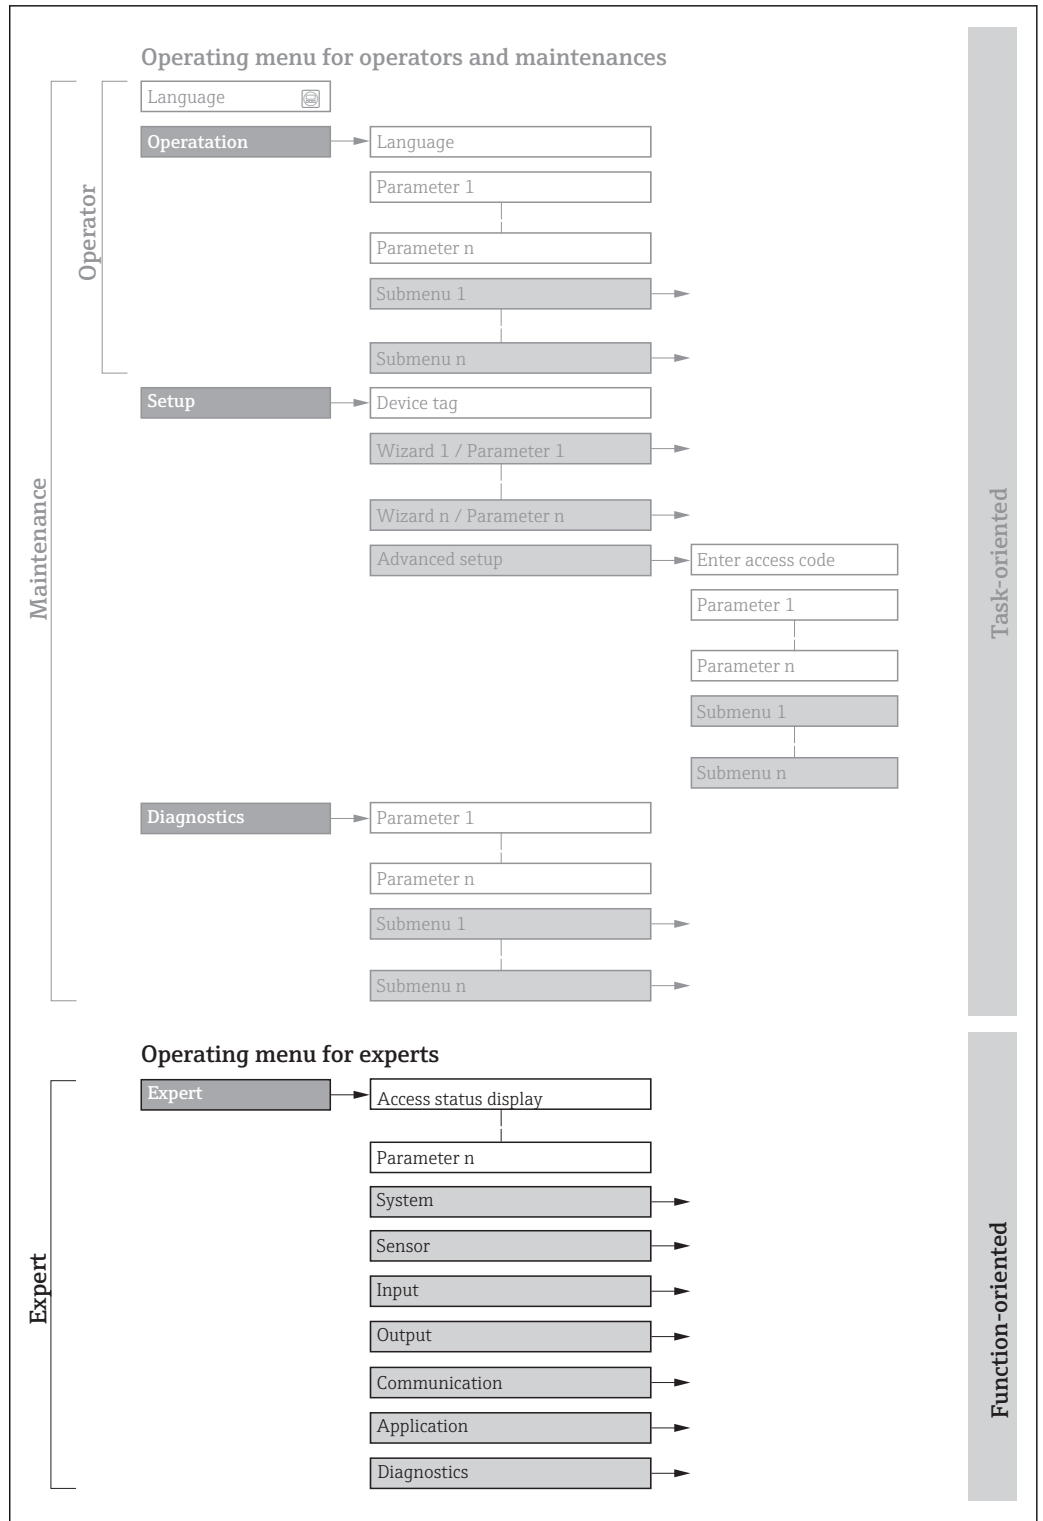 Operating menu for operators and maintenances
Language
Operatation
Language
Parameter 1
Parameter n
Submenu 1
Submenu n
Operator
Setup
Device tag
Wizard 1 / Parameter 1
Wizard n / Parameter n
Advanced setup
Enter access code
Parameter 1
Parameter n
Submenu 1
Submenu n
Maintenance
Task-oriented
Diagnostics
Parameter 1
Parameter n
Submenu 1
Submenu n
Operating menu for experts
Expert
Access status display
Parameter n
System
Sensor
Input
Output
Communication
Application
Diagnostics
Expert
Function-oriented